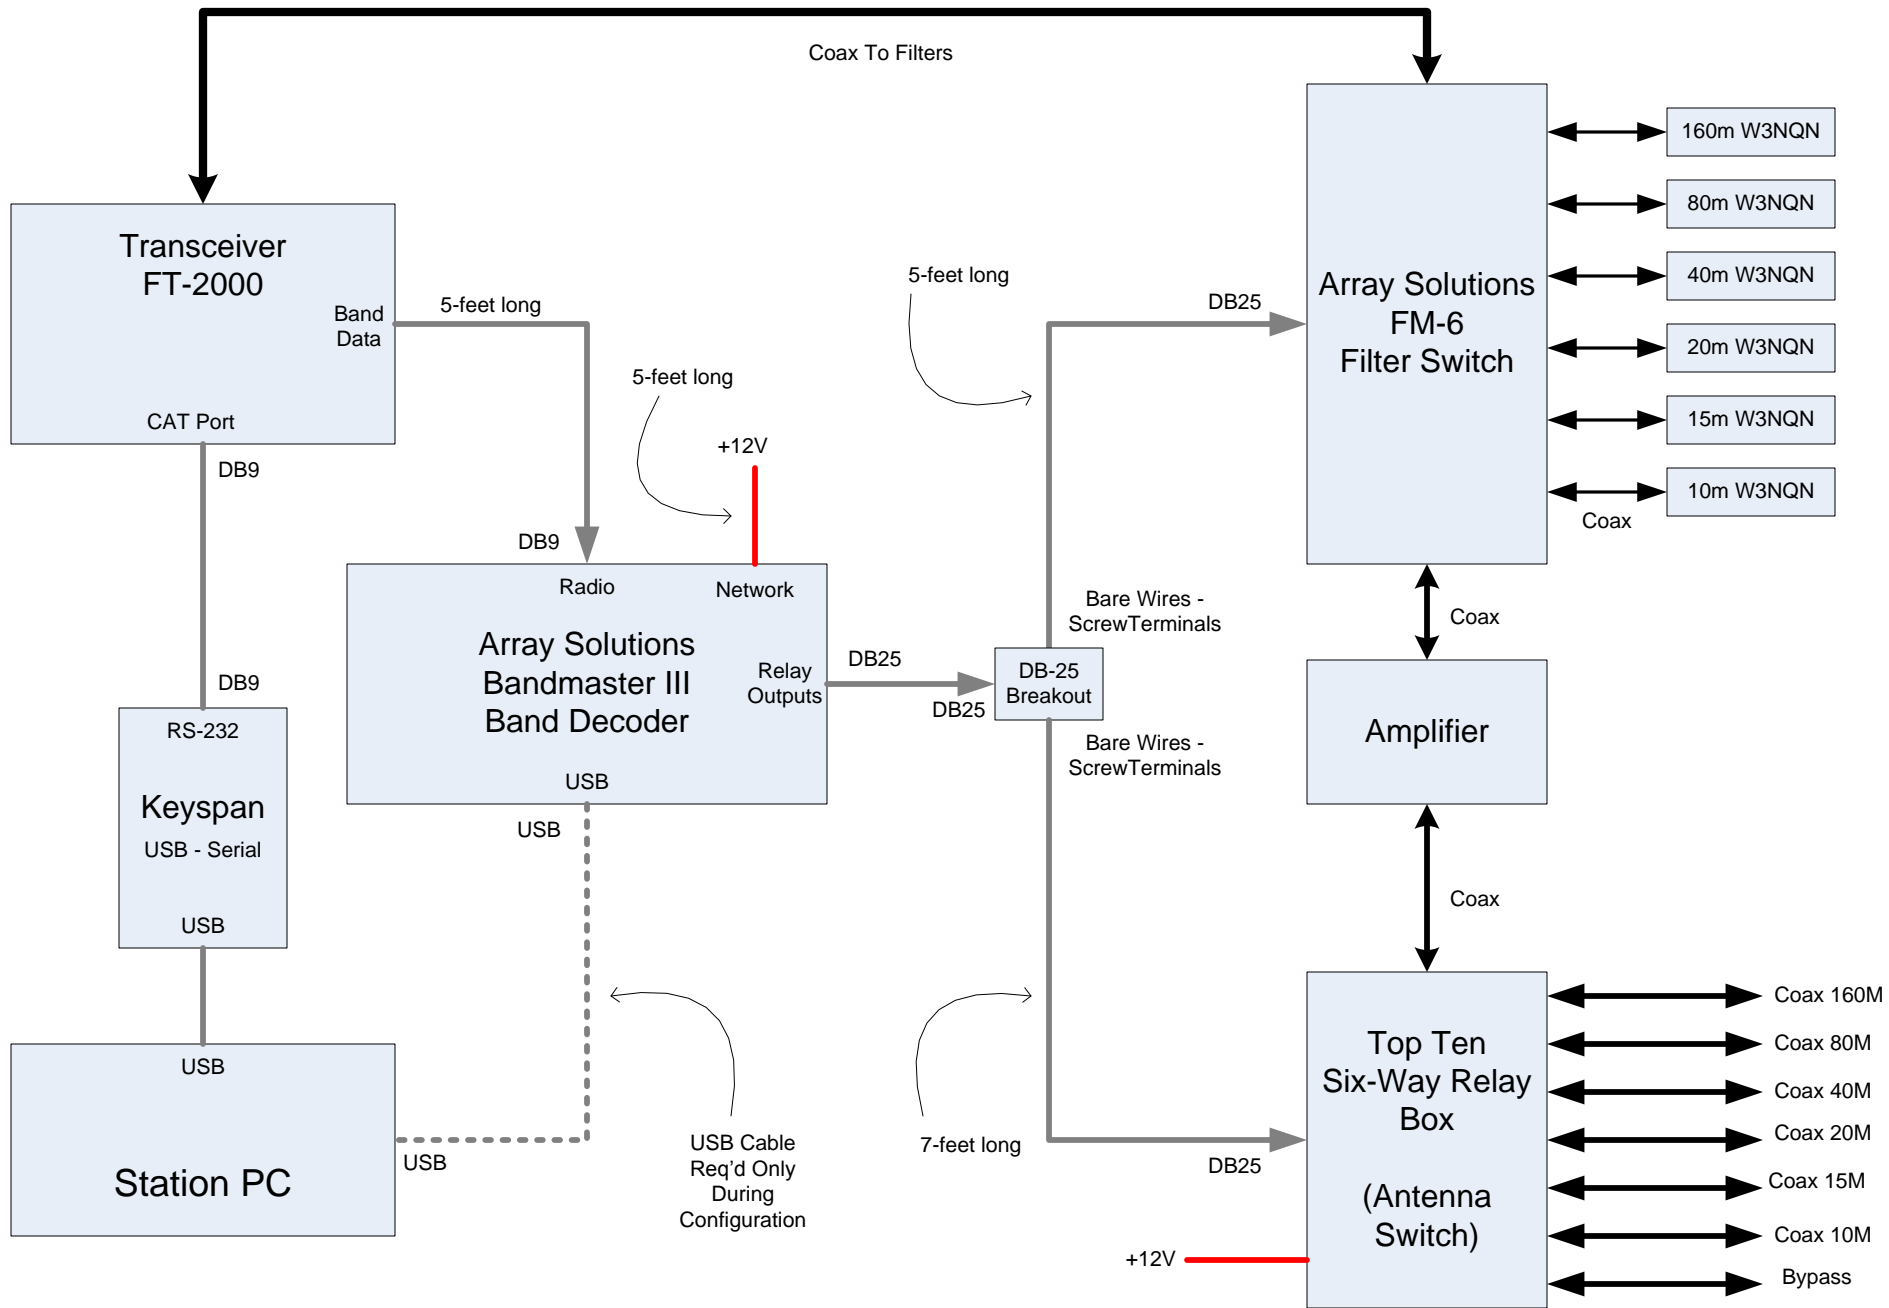 Coax To Filters
Transceiver
FT-2000
Band
Data
CAT Port
5-feet long
DB9
5-feet long
+12V
DB9
Radio
Network
Array Solutions
Bandmaster III
Band Decoder
Relay
Outputs
USB
USB
DB25
DB25
DB-25
Breakout
Bare Wires -
ScrewTerminals
Bare Wires -
ScrewTerminals
5-feet long
DB25
Array Solutions
FM-6
Filter Switch
160m W3NQN
80m W3NQN
40m W3NQN
20m W3NQN
15m W3NQN
10m W3NQN
Coax
Coax
Amplifier
Coax
DB9
RS-232
Keyspan
USB - Serial
USB
USB
Station PC
USB
USB Cable
Req'd Only
During
Configuration
7-feet long
DB25
Top Ten
Six-Way Relay
Box
(Antenna
Switch)
+12V
Coax 160M
Coax 80M
Coax 40M
Coax 20M
Coax 15M
Coax 10M
Bypass